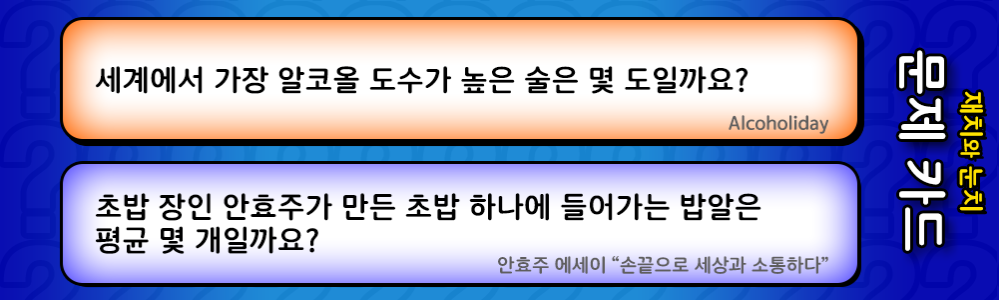 세계에서 가장 알코올 도수가 높은 술은 몇 도일까요?
Alcoholiday
초밥 장인 안효주가 만든 초밥 하나에 들어가는 밥알은
평균 몇 개일까요?
안효주 에세이 “손끝으로 세상과 소통하다”
재치와 눈치
문제 카드